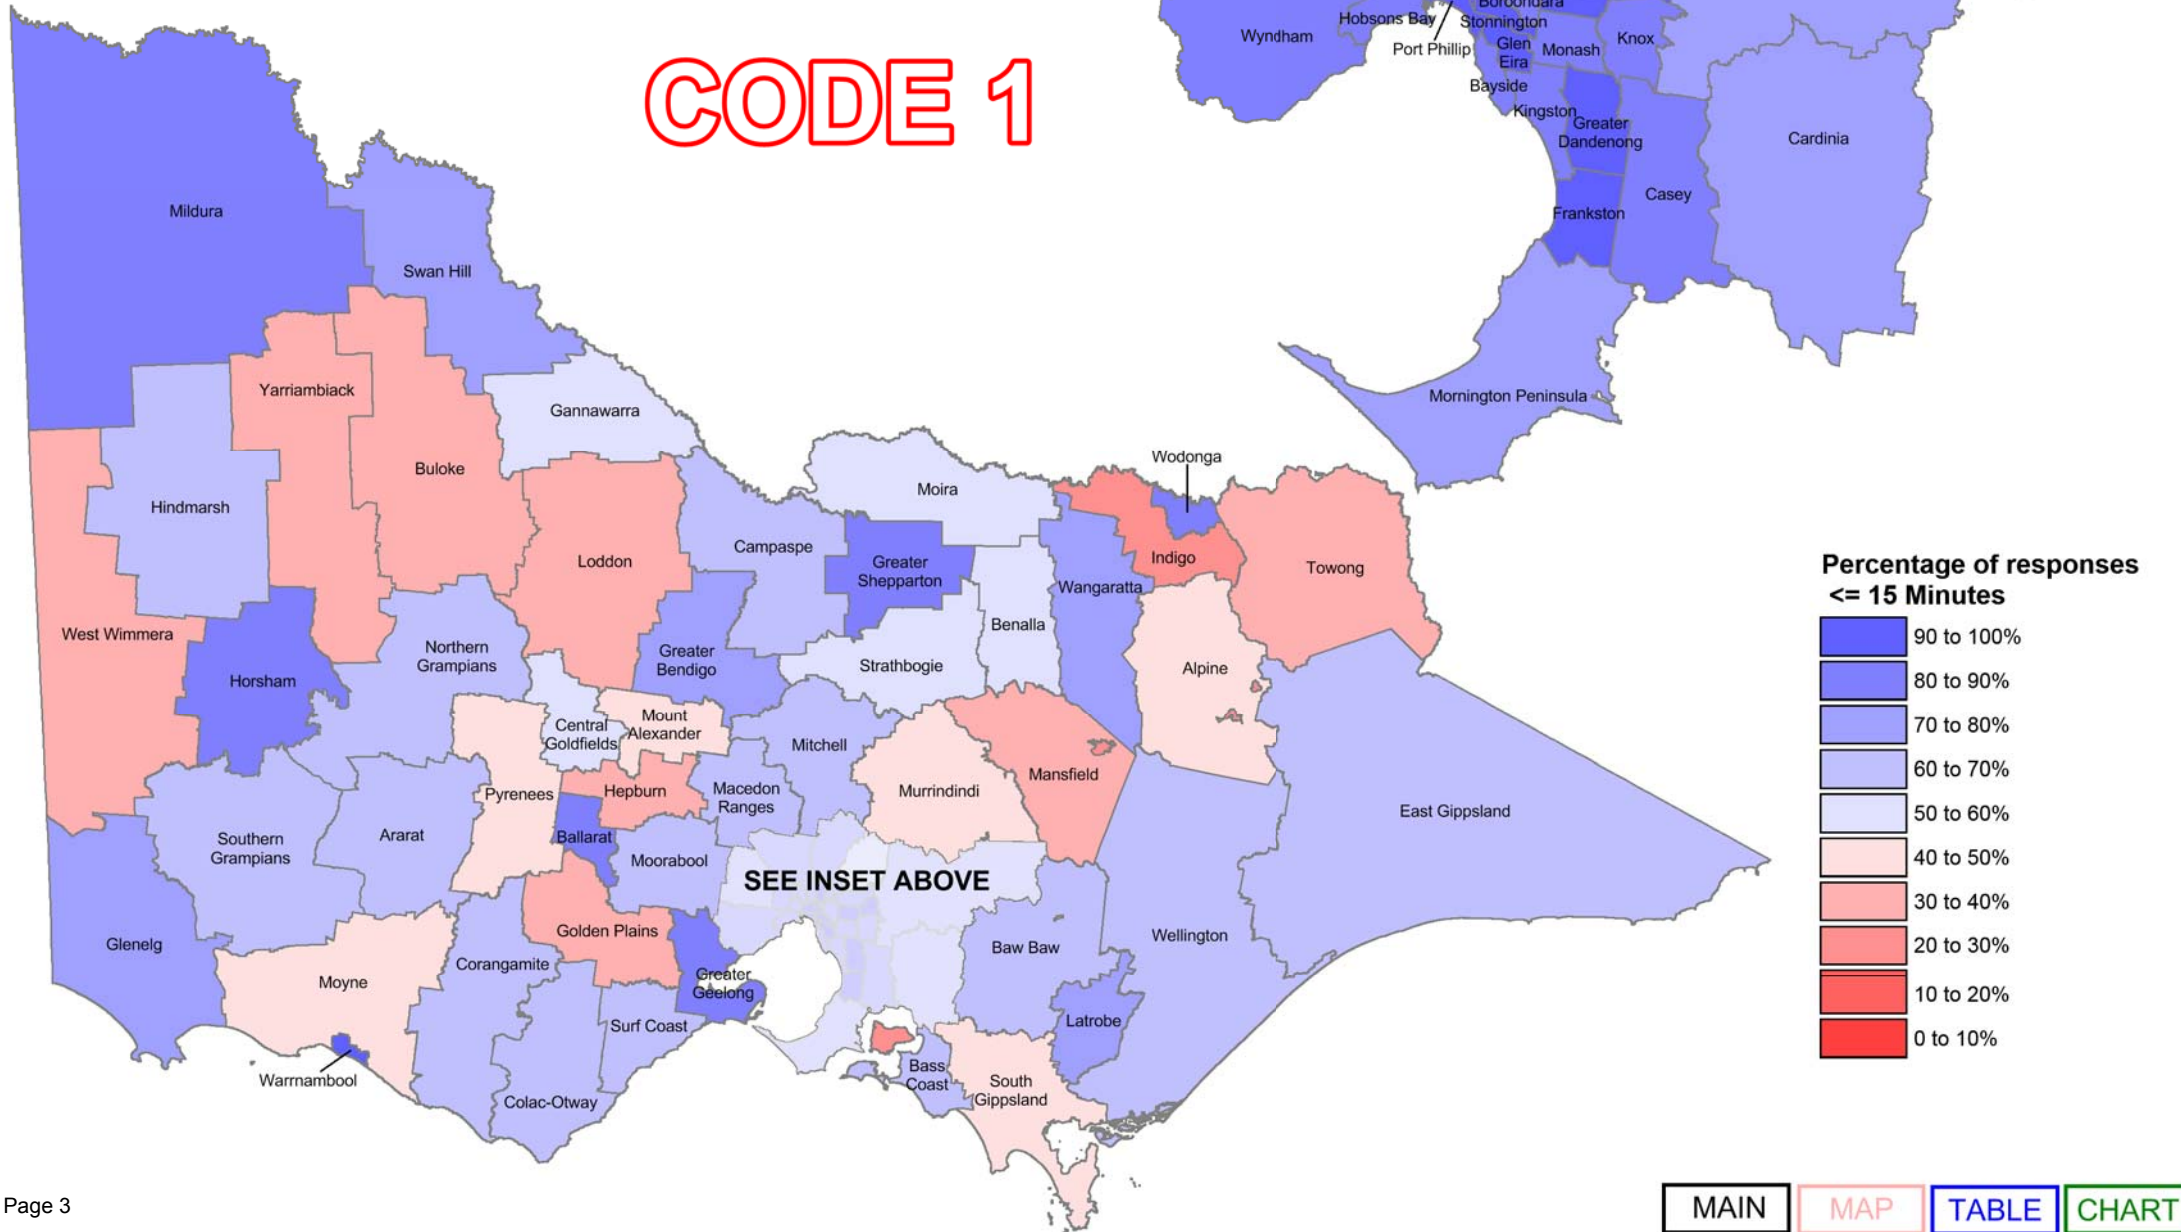 Boroondara
Hobsons Bay
Stonnington
Wyndham
Port Phillip
Glen
Eira
Monash
Knox
Bayside
Kingston
Greater
Dandenong
Cardinia
Casey
Frankston
Mornington Peninsula
CODE 1
Mildura
Swan Hill
Yarriambiack
Gannawarra
Buloke
Hindmarsh
Wodonga
Moira
Loddon
Campaspe
Greater
Shepparton
Indigo
Towong
Wangaratta
Benalla
West Wimmera
Northern
Grampians
Greater
Bendigo
Strathbogie
Alpine
Horsham
Central
Goldfields
Mount
Alexander
Mitchell
Mansfield
Murrindindi
Pyrenees
Hepburn
Macedon
Ranges
East Gippsland
Southern
Grampians
Ararat
Ballarat
Moorabool
SEE INSET ABOVE
Glenelg
Golden Plains
Wellington
Baw Baw
Moyne
Corangamite
Greater
Geelong
Surf Coast
Latrobe
Warrnambool
Bass
Coast
South
Gippsland
Colac-Otway
Percentage of responses
<= 15 Minutes
90 to 100%
80 to 90%
70 to 80%
60 to 70%
50 to 60%
40 to 50%
30 to 40%
20 to 30%
10 to 20%
0 to 10%
Page 3
MAIN
MAP
TABLE
CHART